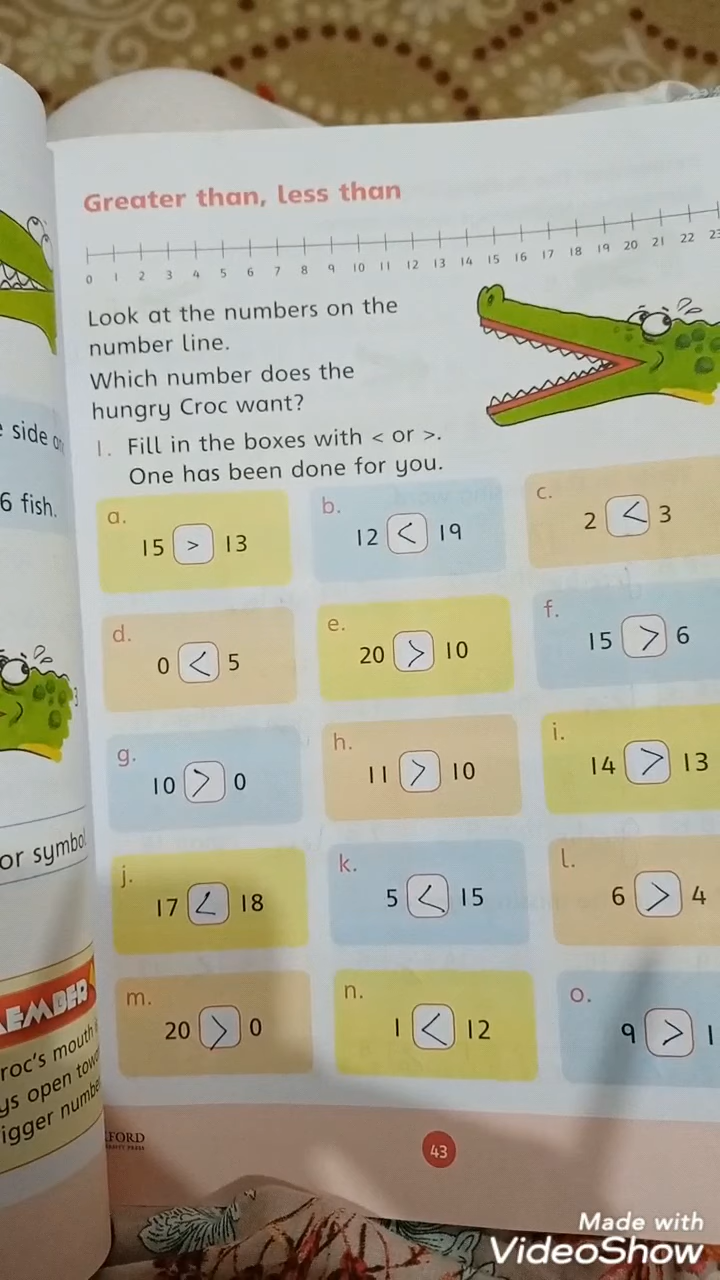 Greater than, less than
0 1 2 3 4 5 6 7 8 9 10 11 12 13 14 15 16 17 18 19 20 21 22 23
Look at the numbers on the
number line.
Which number does the
hungry Croc want?
1. Fill in the boxes with < or >.
One has been done for you.
a. 15 > 13
b. 12 < 19
c. 2 < 3
d. 0 < 5
e. 20 > 10
f. 15 > 6
g. 10 > 0
h. 11 > 10
i. 14 > 13
j. 17 < 18
k. 5 < 15
l. 6 > 4
m. 20 > 0
n. 1 < 12
o. 9 > 1
43
side
6 fish.
or symbol
roc's mouth
ys open
igger
FORD
Made with
VideoShow